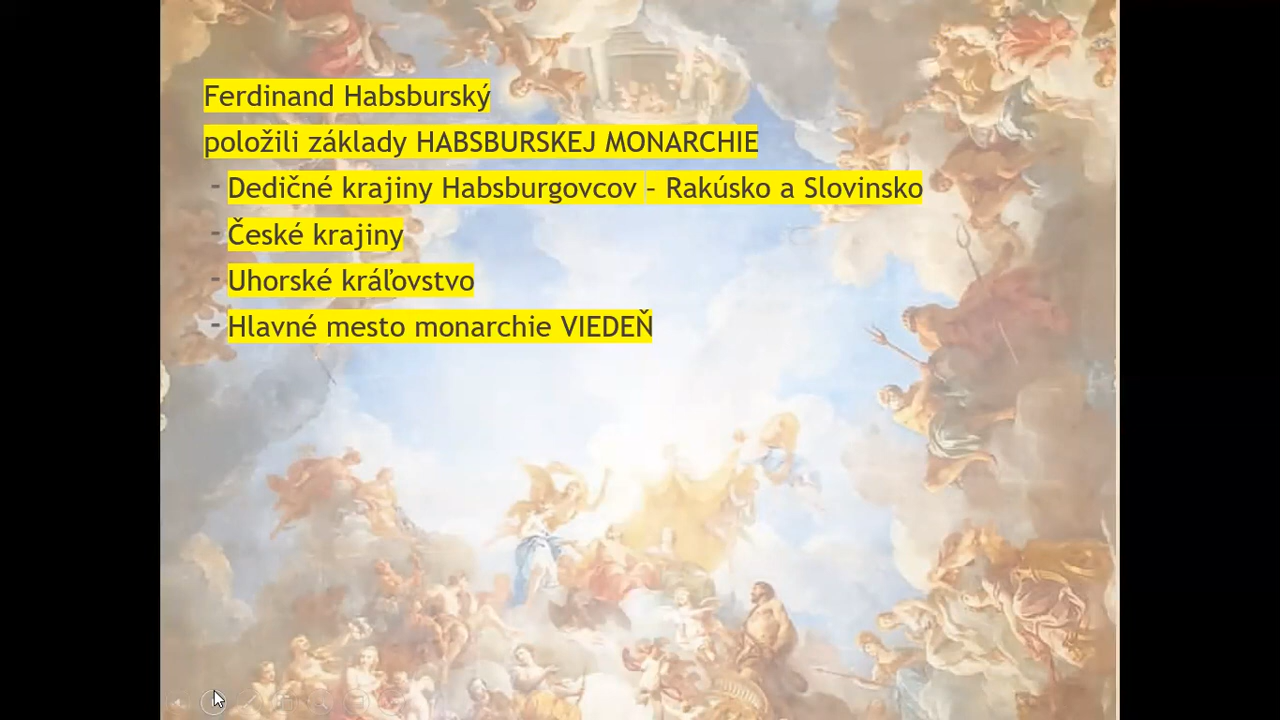 Ferdinand Habsburský
položili základy HABSBURSKEJ MONARCHIE
- Dedičné krajiny Habsburgovcov – Rakúsko a Slovinsko
- České krajiny
- Uhorské kráľovstvo
- Hlavné mesto monarchie VIEDEŇ